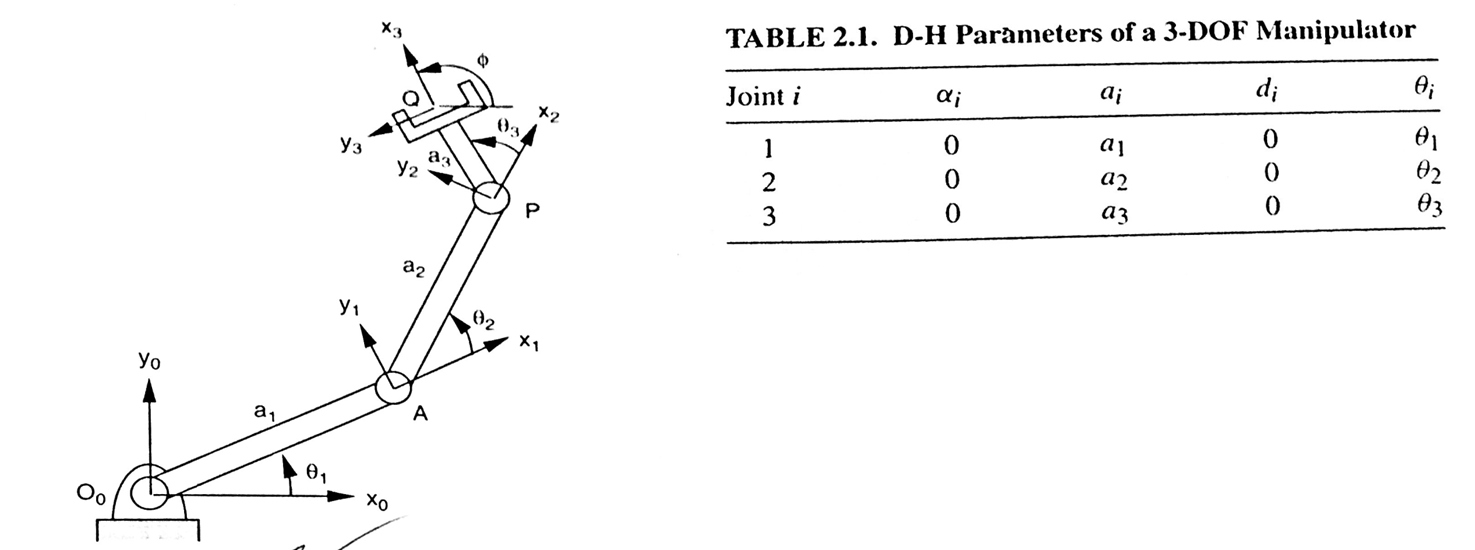 x₃
φ
Q
x₂
θ₃
y₃
a₃
y₂
P
a₂
y₁
θ₂
x₁
y₀
a₁
A
θ₁
O₀
x₀
TABLE 2.1. D-H Parameters of a 3-DOF Manipulator
Joint i αᵢ aᵢ dᵢ θᵢ
1 0 a₁ 0 θ₁
2 0 a₂ 0 θ₂
3 0 a₃ 0 θ₃